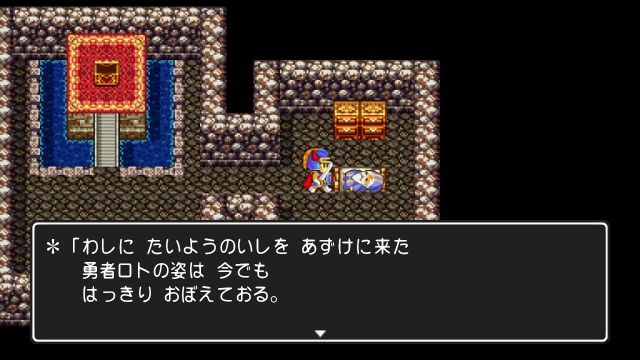 ＊「わしに たいようのいしを あずけに来た
勇者ロトの姿は 今でも
はっきり おぼえておる。